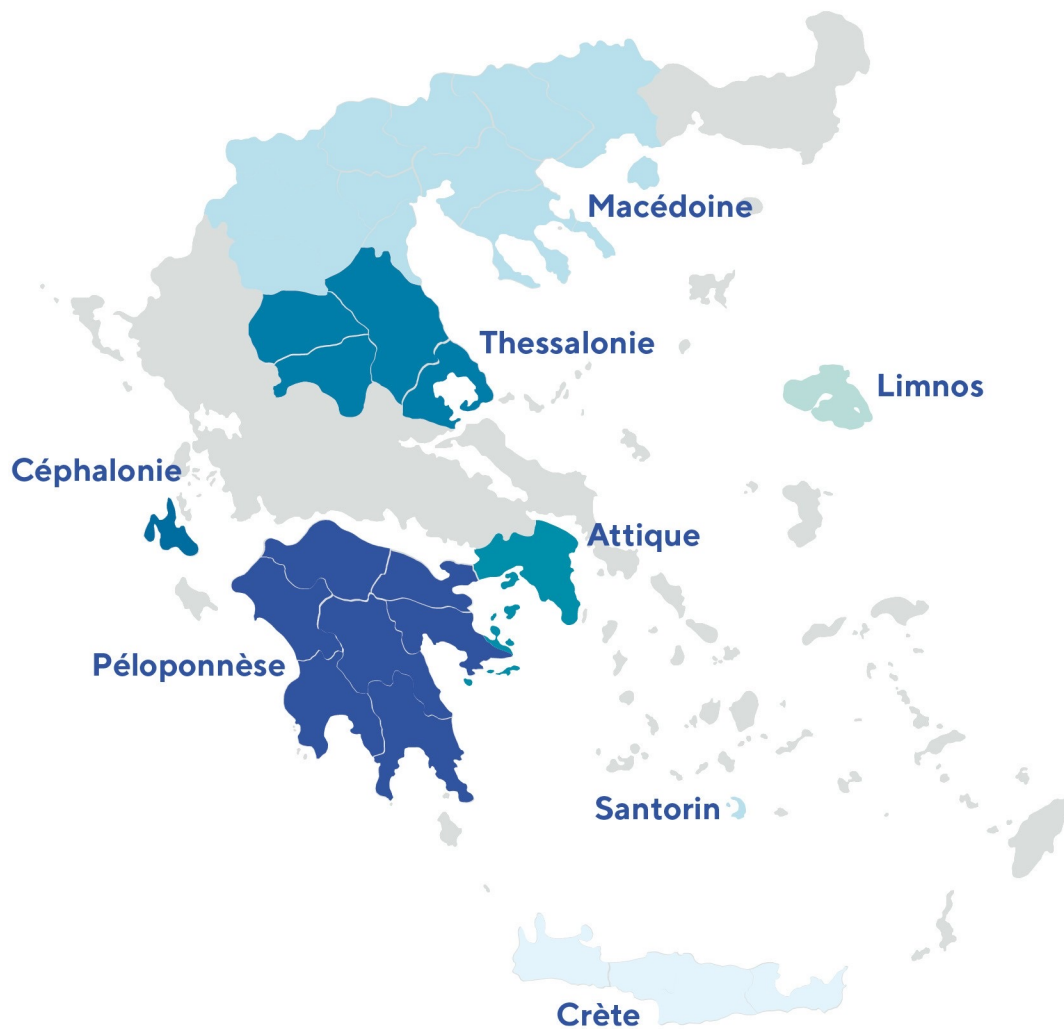 Macédoine
Thessalonie
Limnos
Céphalonie
Attique
Péloponnèse
Santorin
Crète